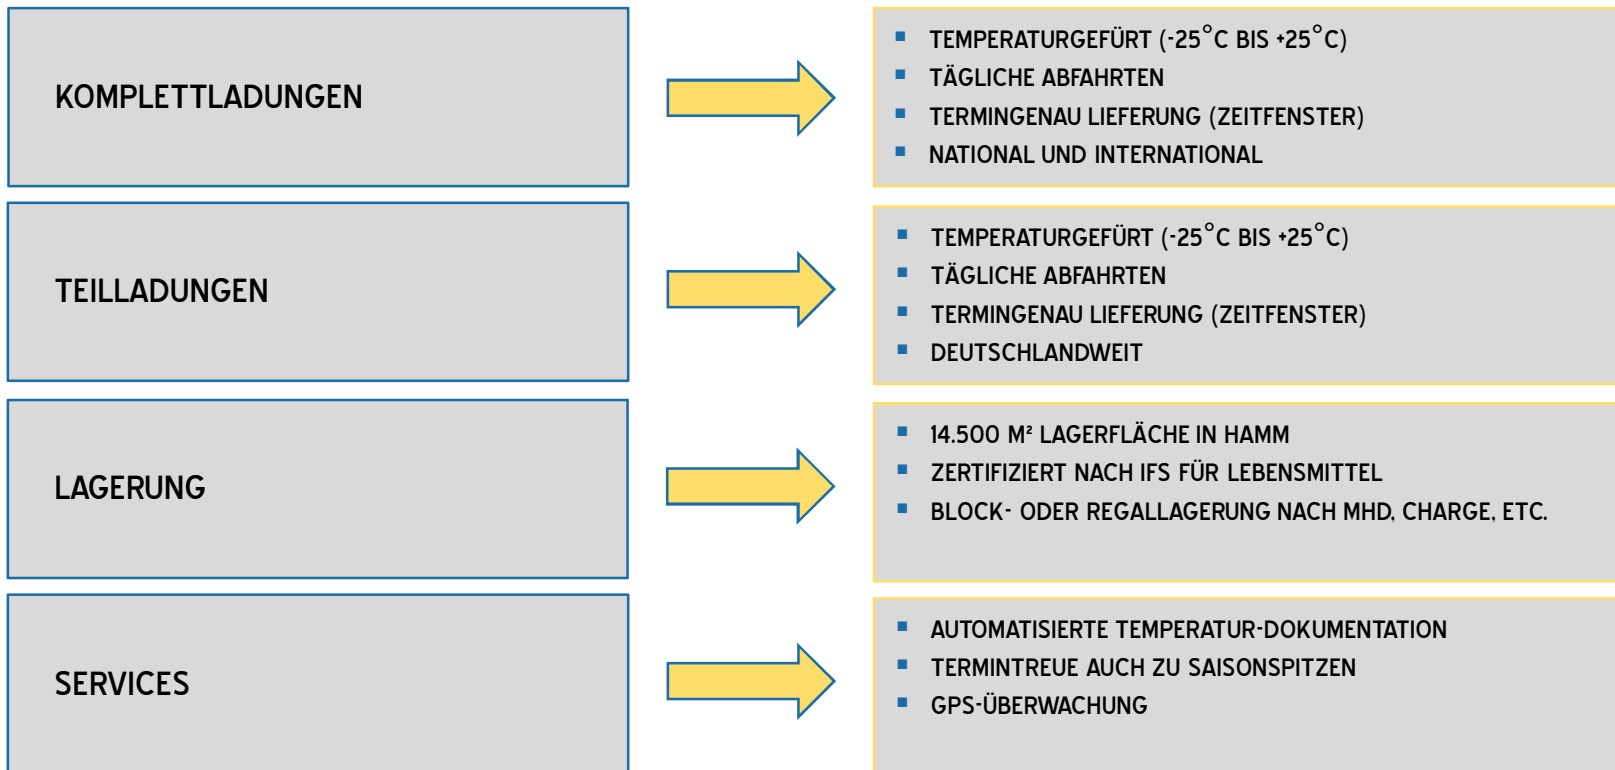 KOMPLETTLADUNGEN
TEMPERATURGEFÜRT (-25°C BIS +25°C)
TÄGLICHE ABFAHRTEN
TERMINGENAU LIEFERUNG (ZEITFENSTER)
NATIONAL UND INTERNATIONAL
TEILLADUNGEN
TEMPERATURGEFÜRT (-25°C BIS +25°C)
TÄGLICHE ABFAHRTEN
TERMINGENAU LIEFERUNG (ZEITFENSTER)
DEUTSCHLANDWEIT
LAGERUNG
14.500 M² LAGERFLÄCHE IN HAMM
ZERTIFIZIERT NACH IFS FÜR LEBENSMITTEL
BLOCK- ODER REGALLAGERUNG NACH MHD, CHARGE, ETC.
SERVICES
AUTOMATISIERTE TEMPERATUR-DOKUMENTATION
TERMINTREUE AUCH ZU SAISONSPITZEN
GPS-ÜBERWACHUNG